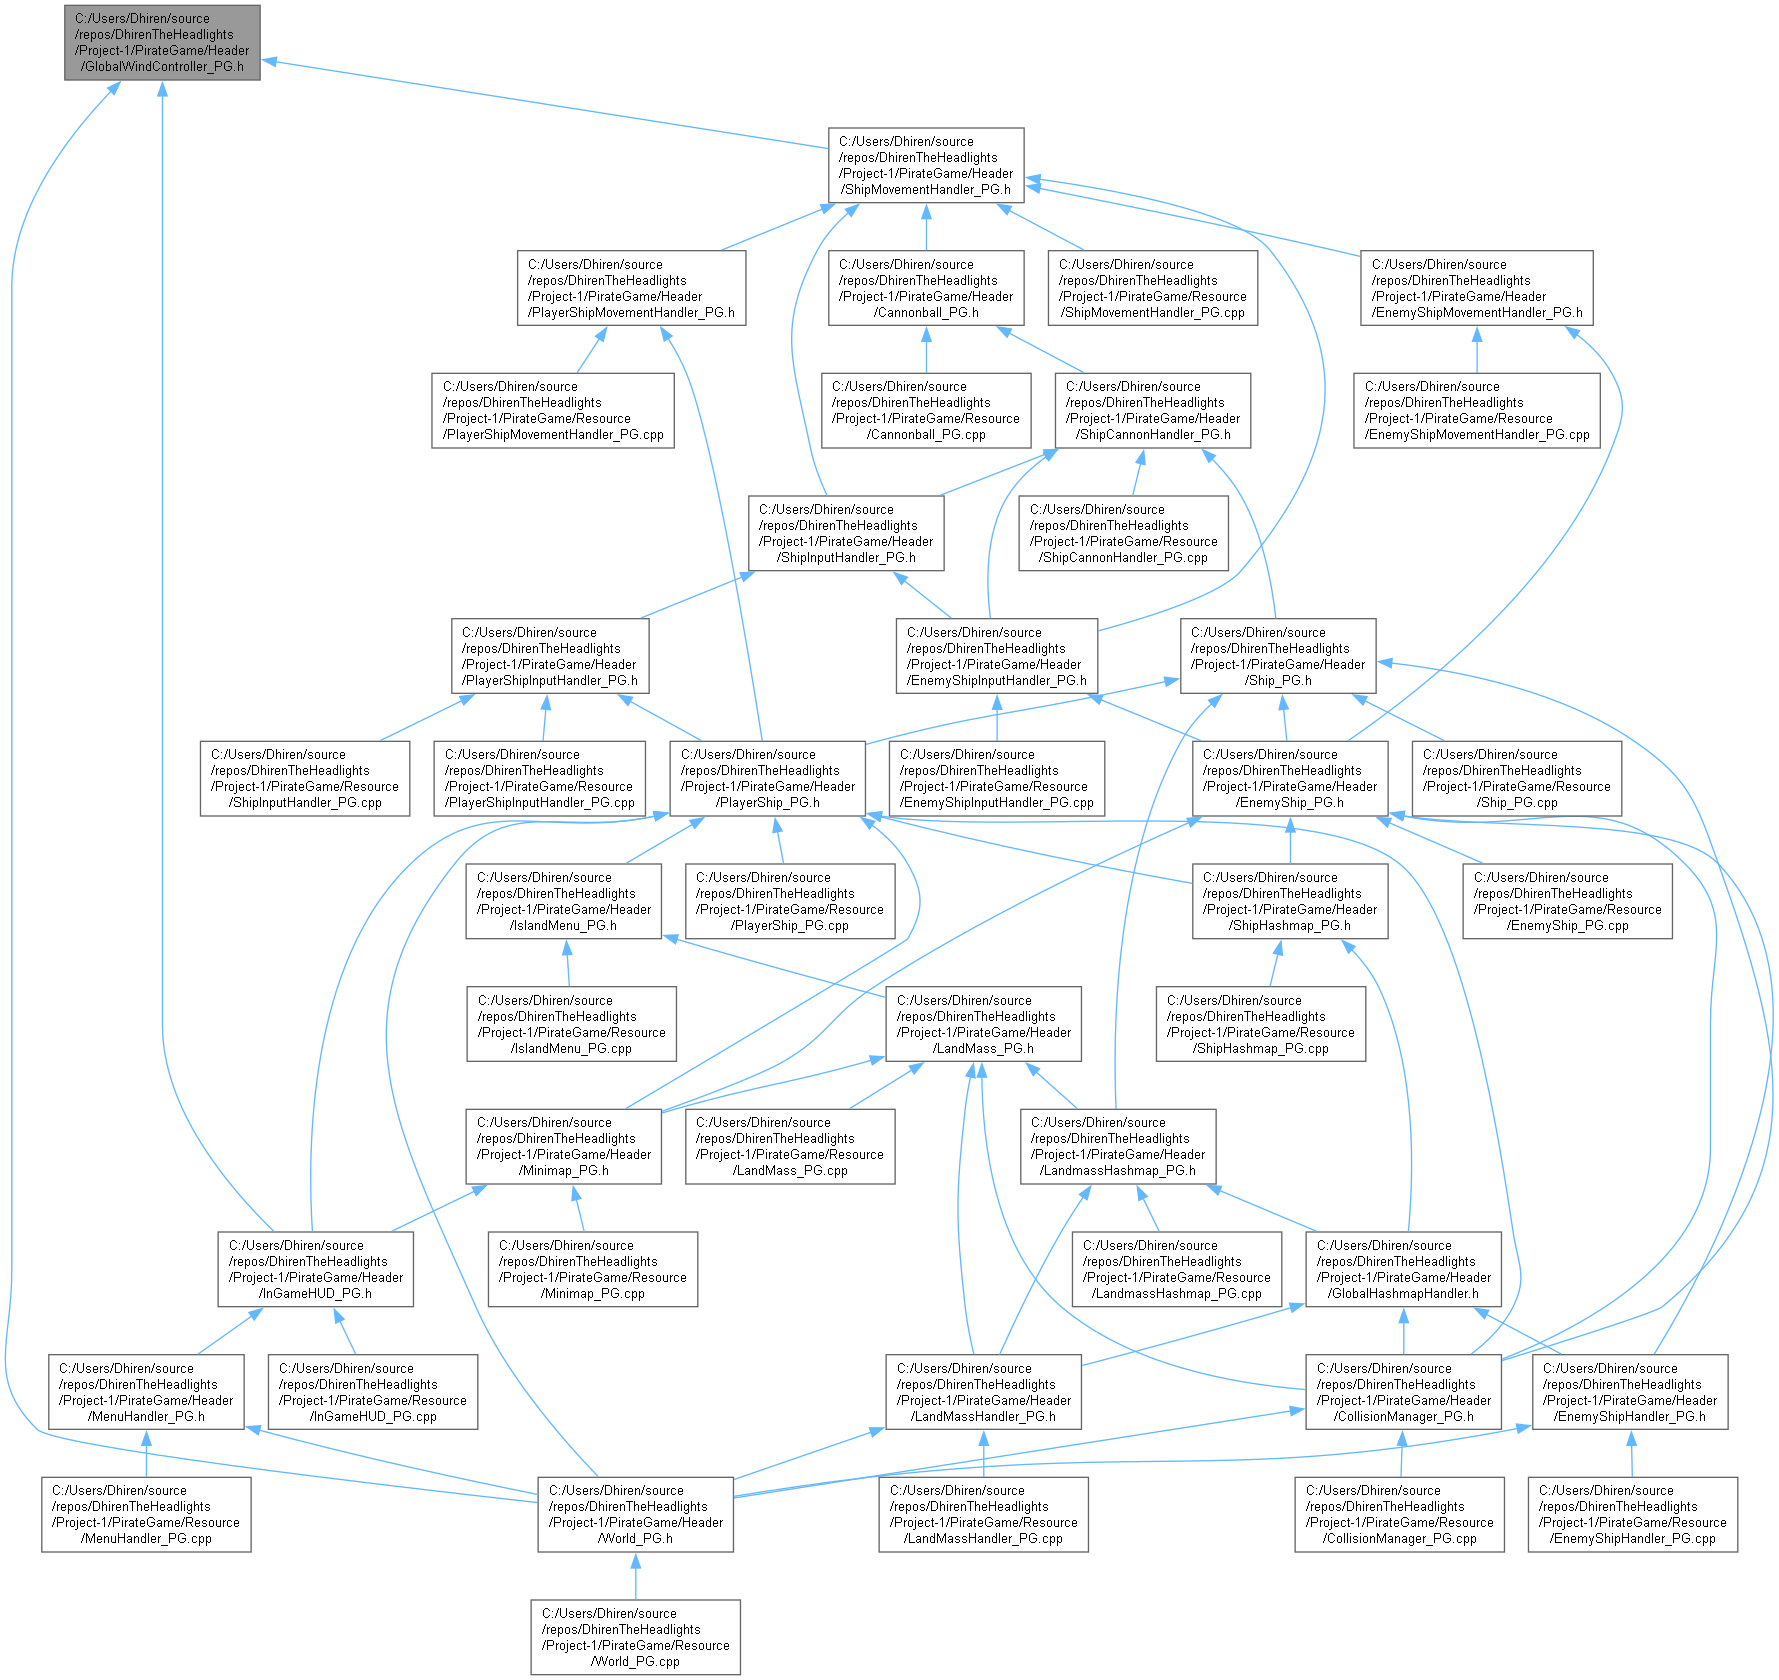 C:/Users/Dhiren/source
/repos/DhirenTheHeadlights
/Project-1/PirateGame/Header
/GlobalWindController_PG.h
C:/Users/Dhiren/source
/repos/DhirenTheHeadlights
/Project-1/PirateGame/Header
/ShipMovementHandler_PG.h
C:/Users/Dhiren/source
/repos/DhirenTheHeadlights
/Project-1/PirateGame/Header
/PlayerShipMovementHandler_PG.h
C:/Users/Dhiren/source
/repos/DhirenTheHeadlights
/Project-1/PirateGame/Header
/Cannonball_PG.h
C:/Users/Dhiren/source
/repos/DhirenTheHeadlights
/Project-1/PirateGame/Resource
/ShipMovementHandler_PG.cpp
C:/Users/Dhiren/source
/repos/DhirenTheHeadlights
/Project-1/PirateGame/Header
/EnemyShipMovementHandler_PG.h
C:/Users/Dhiren/source
/repos/DhirenTheHeadlights
/Project-1/PirateGame/Resource
/PlayerShipMovementHandler_PG.cpp
C:/Users/Dhiren/source
/repos/DhirenTheHeadlights
/Project-1/PirateGame/Resource
/Cannonball_PG.cpp
C:/Users/Dhiren/source
/repos/DhirenTheHeadlights
/Project-1/PirateGame/Header
/ShipCannonHandler_PG.h
C:/Users/Dhiren/source
/repos/DhirenTheHeadlights
/Project-1/PirateGame/Resource
/EnemyShipMovementHandler_PG.cpp
C:/Users/Dhiren/source
/repos/DhirenTheHeadlights
/Project-1/PirateGame/Header
/ShipInputHandler_PG.h
C:/Users/Dhiren/source
/repos/DhirenTheHeadlights
/Project-1/PirateGame/Resource
/ShipCannonHandler_PG.cpp
C:/Users/Dhiren/source
/repos/DhirenTheHeadlights
/Project-1/PirateGame/Header
/PlayerShipInputHandler_PG.h
C:/Users/Dhiren/source
/repos/DhirenTheHeadlights
/Project-1/PirateGame/Header
/EnemyShipInputHandler_PG.h
C:/Users/Dhiren/source
/repos/DhirenTheHeadlights
/Project-1/PirateGame/Header
/Ship_PG.h
C:/Users/Dhiren/source
/repos/DhirenTheHeadlights
/Project-1/PirateGame/Resource
/ShipInputHandler_PG.cpp
C:/Users/Dhiren/source
/repos/DhirenTheHeadlights
/Project-1/PirateGame/Resource
/PlayerShipInputHandler_PG.cpp
C:/Users/Dhiren/source
/repos/DhirenTheHeadlights
/Project-1/PirateGame/Header
/PlayerShip_PG.h
C:/Users/Dhiren/source
/repos/DhirenTheHeadlights
/Project-1/PirateGame/Resource
/EnemyShipInputHandler_PG.cpp
C:/Users/Dhiren/source
/repos/DhirenTheHeadlights
/Project-1/PirateGame/Header
/EnemyShip_PG.h
C:/Users/Dhiren/source
/repos/DhirenTheHeadlights
/Project-1/PirateGame/Resource
/Ship_PG.cpp
C:/Users/Dhiren/source
/repos/DhirenTheHeadlights
/Project-1/PirateGame/Header
/IslandMenu_PG.h
C:/Users/Dhiren/source
/repos/DhirenTheHeadlights
/Project-1/PirateGame/Resource
/PlayerShip_PG.cpp
C:/Users/Dhiren/source
/repos/DhirenTheHeadlights
/Project-1/PirateGame/Header
/ShipHashmap_PG.h
C:/Users/Dhiren/source
/repos/DhirenTheHeadlights
/Project-1/PirateGame/Resource
/EnemyShip_PG.cpp
C:/Users/Dhiren/source
/repos/DhirenTheHeadlights
/Project-1/PirateGame/Resource
/IslandMenu_PG.cpp
C:/Users/Dhiren/source
/repos/DhirenTheHeadlights
/Project-1/PirateGame/Header
/LandMass_PG.h
C:/Users/Dhiren/source
/repos/DhirenTheHeadlights
/Project-1/PirateGame/Resource
/ShipHashmap_PG.cpp
C:/Users/Dhiren/source
/repos/DhirenTheHeadlights
/Project-1/PirateGame/Header
/Minimap_PG.h
C:/Users/Dhiren/source
/repos/DhirenTheHeadlights
/Project-1/PirateGame/Resource
/LandMass_PG.cpp
C:/Users/Dhiren/source
/repos/DhirenTheHeadlights
/Project-1/PirateGame/Header
/LandmassHashmap_PG.h
C:/Users/Dhiren/source
/repos/DhirenTheHeadlights
/Project-1/PirateGame/Header
/InGameHUD_PG.h
C:/Users/Dhiren/source
/repos/DhirenTheHeadlights
/Project-1/PirateGame/Resource
/Minimap_PG.cpp
C:/Users/Dhiren/source
/repos/DhirenTheHeadlights
/Project-1/PirateGame/Resource
/LandmassHashmap_PG.cpp
C:/Users/Dhiren/source
/repos/DhirenTheHeadlights
/Project-1/PirateGame/Header
/GlobalHashmapHandler.h
C:/Users/Dhiren/source
/repos/DhirenTheHeadlights
/Project-1/PirateGame/Header
/MenuHandler_PG.h
C:/Users/Dhiren/source
/repos/DhirenTheHeadlights
/Project-1/PirateGame/Resource
/InGameHUD_PG.cpp
C:/Users/Dhiren/source
/repos/DhirenTheHeadlights
/Project-1/PirateGame/Header
/LandMassHandler_PG.h
C:/Users/Dhiren/source
/repos/DhirenTheHeadlights
/Project-1/PirateGame/Header
/CollisionManager_PG.h
C:/Users/Dhiren/source
/repos/DhirenTheHeadlights
/Project-1/PirateGame/Header
/EnemyShipHandler_PG.h
C:/Users/Dhiren/source
/repos/DhirenTheHeadlights
/Project-1/PirateGame/Resource
/MenuHandler_PG.cpp
C:/Users/Dhiren/source
/repos/DhirenTheHeadlights
/Project-1/PirateGame/Header
/World_PG.h
C:/Users/Dhiren/source
/repos/DhirenTheHeadlights
/Project-1/PirateGame/Resource
/LandMassHandler_PG.cpp
C:/Users/Dhiren/source
/repos/DhirenTheHeadlights
/Project-1/PirateGame/Resource
/CollisionManager_PG.cpp
C:/Users/Dhiren/source
/repos/DhirenTheHeadlights
/Project-1/PirateGame/Resource
/EnemyShipHandler_PG.cpp
C:/Users/Dhiren/source
/repos/DhirenTheHeadlights
/Project-1/PirateGame/Resource
/World_PG.cpp